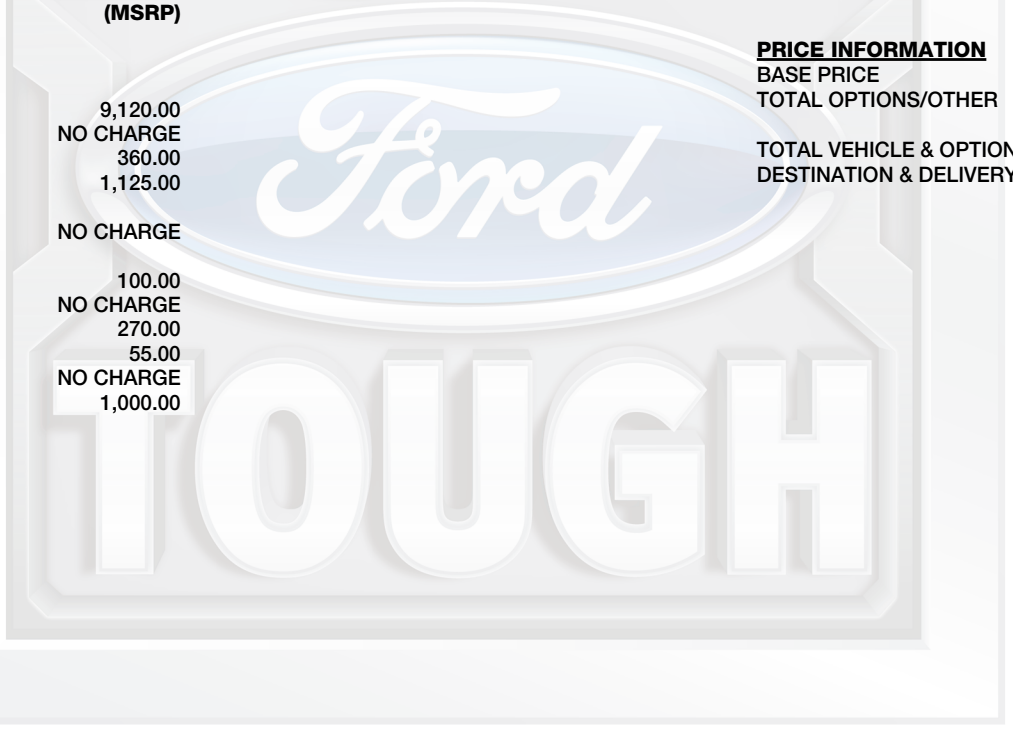 (MSRP)
9,120.00
NO CHARGE
360.00
1,125.00
NO CHARGE
100.00
NO CHARGE
270.00
55.00
NO CHARGE
1,000.00
PRICE INFORMATION
BASE PRICE
TOTAL OPTIONS/OTHER
TOTAL VEHICLE & OPTION
DESTINATION & DELIVERY
Ford
TOUGH